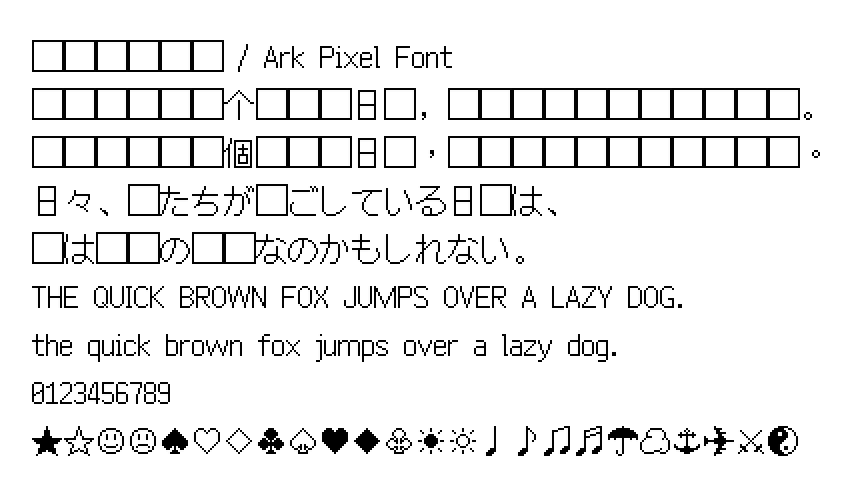 □□□□□□ / Ark Pixel Font
□□□□□□个□□□日□，□□□□□□□□□□□。
□□□□□□個□□□日□，□□□□□□□□□□□。
日々、□たちが□ごしている日□は、
□は□□の□□なのかもしれない。
THE QUICK BROWN FOX JUMPS OVER A LAZY DOG.
the quick brown fox jumps over a lazy dog.
0123456789
★☆☺☹♠♡♢♣♤♥♦♧☀☼♩♪♫♬☂☁⚓✈⚔☯